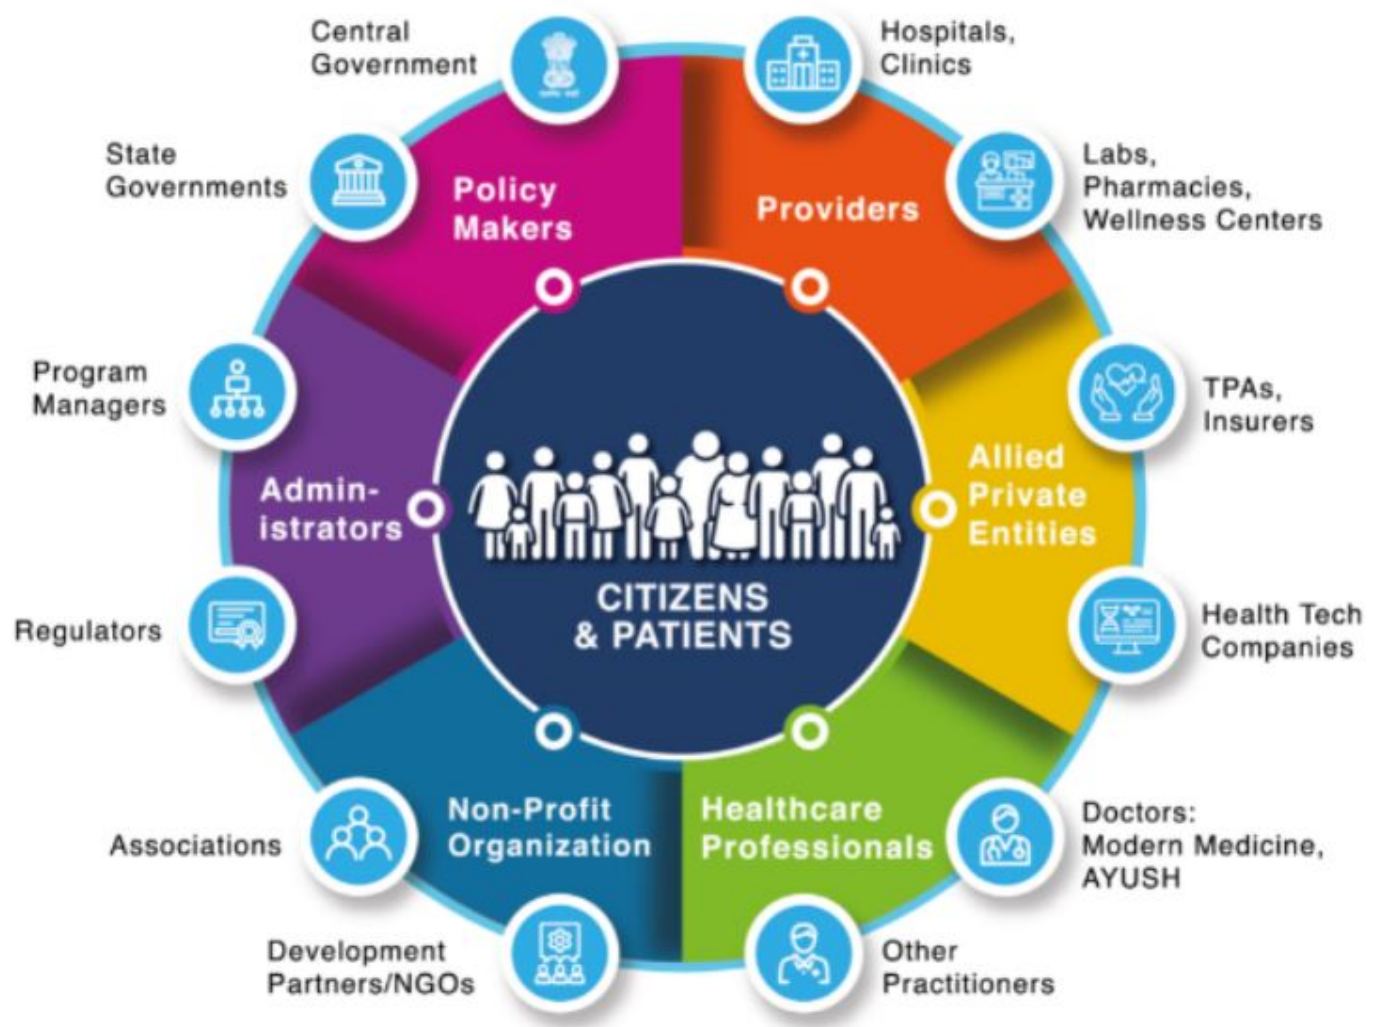 Central
Government
Hospitals,
Clinics
State
Governments
Labs,
Pharmacies,
Wellness Centers
Policy
Makers
Providers
Program
Managers
TPAs,
Insurers
Admin-
istrators
Allied
Private
Entities
CITIZENS
& PATIENTS
Regulators
Health Tech
Companies
Associations
Non-Profit
Organization
Healthcare
Professionals
Doctors:
Modern Medicine,
AYUSH
Development
Partners/NGOs
Other
Practitioners